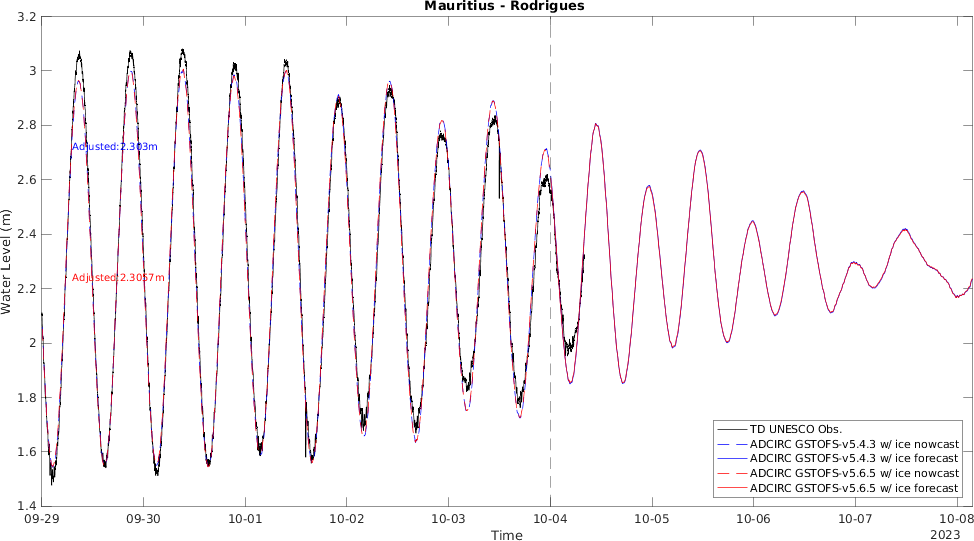 Mauritius - Rodrigues
3.2
3
2.8
2.6
2.4
2.2
2
1.8
1.6
1.4
Water Level (m)
Adjusted:2.303m
Adjusted:2.3057m
TD UNESCO Obs.
ADCIRC GSTOFS-v5.4.3 w/ ice nowcast
ADCIRC GSTOFS-v5.4.3 w/ ice forecast
ADCIRC GSTOFS-v5.6.5 w/ ice nowcast
ADCIRC GSTOFS-v5.6.5 w/ ice forecast
09-29 09-30 10-01 10-02 10-03 10-04 10-05 10-06 10-07 10-08
Time
2023